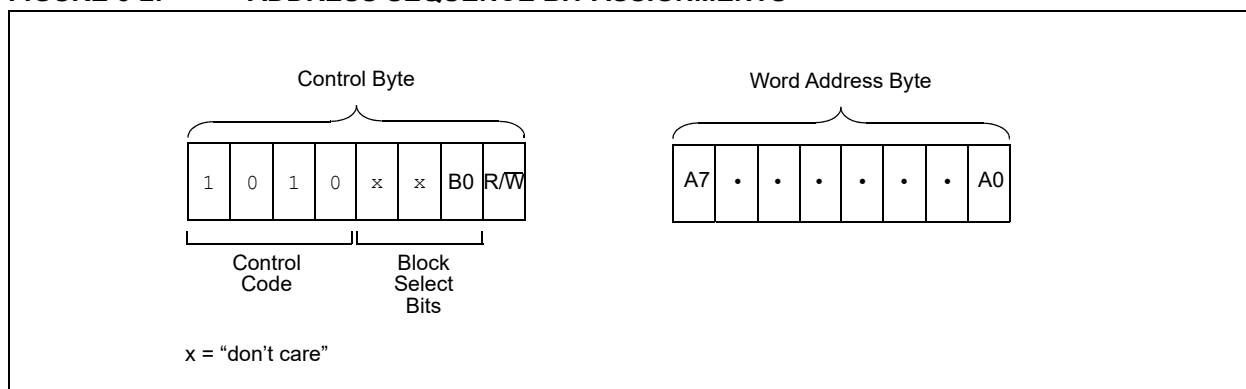 Control Byte
Word Address Byte
1 0 1 0 x x B0 R/W̅
A7 • • • • • • A0
Control
Code
Block
Select
Bits
x = “don’t care”